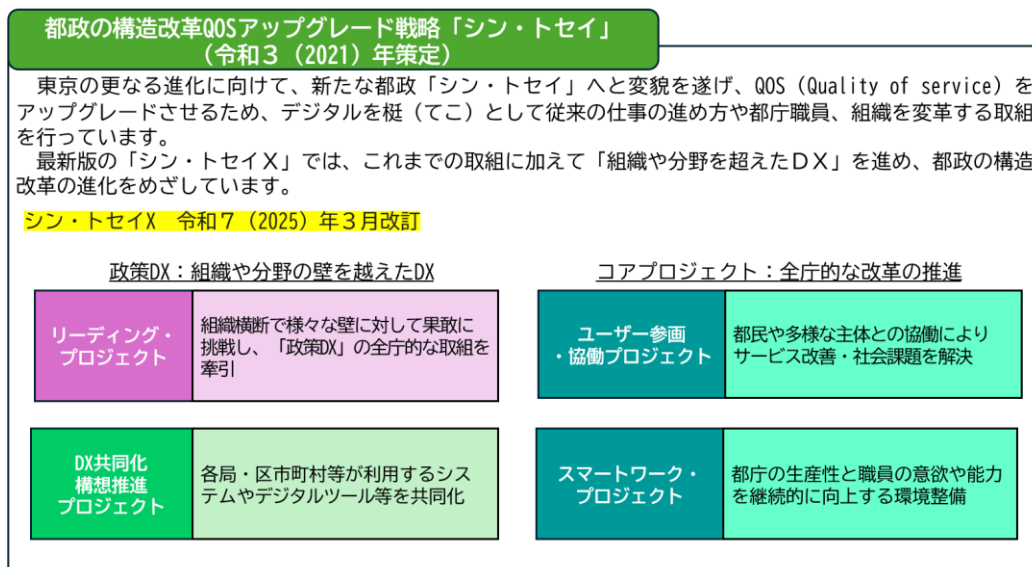 都政の構造改革QOSアップグレード戦略「シン・トセイ」
（令和３（2021）年策定）
東京の更なる進化に向けて、新たな都政「シン・トセイ」へと変貌を遂げ、QOS（Quality of service）を
アップグレードさせるため、デジタルを梃（てこ）として従来の仕事の進め方や都庁職員、組織を変革する取組
を行っています。
最新版の「シン・トセイＸ」では、これまでの取組に加えて「組織や分野を超えたＤＸ」を進め、都政の構造
改革の進化をめざしています。
シン・トセイX　令和７（2025）年３月改訂
政策DX：組織や分野の壁を越えたDX
リーディング・
プロジェクト
組織横断で様々な壁に対して果敢に
挑戦し、「政策DX」の全庁的な取組を
牽引
DX共同化
構想推進
プロジェクト
各局・区市町村等が利用するシス
テムやデジタルツール等を共同化
コアプロジェクト：全庁的な改革の推進
ユーザー参画
・協働プロジェクト
都民や多様な主体との協働により
サービス改善・社会課題を解決
スマートワーク・
プロジェクト
都庁の生産性と職員の意欲や能力
を継続的に向上する環境整備